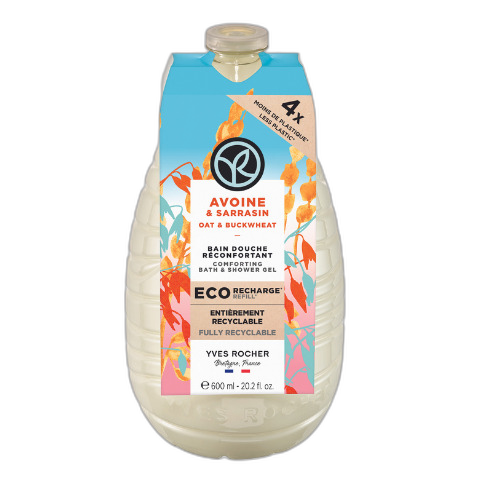 4x
MOINS DE PLASTIQUE*
LESS PLASTIC*
AVOINE
& SARRASIN
OAT & BUCKWHEAT
BAIN DOUCHE
RÉCONFORTANT
COMFORTING
BATH & SHOWER GEL
ECO RECHARGE*
REFILL*
ENTIÈREMENT
RECYCLABLE
FULLY RECYCLABLE
YVES ROCHER
Bretagne, France
℮ 600 ml - 20.2 fl. oz.